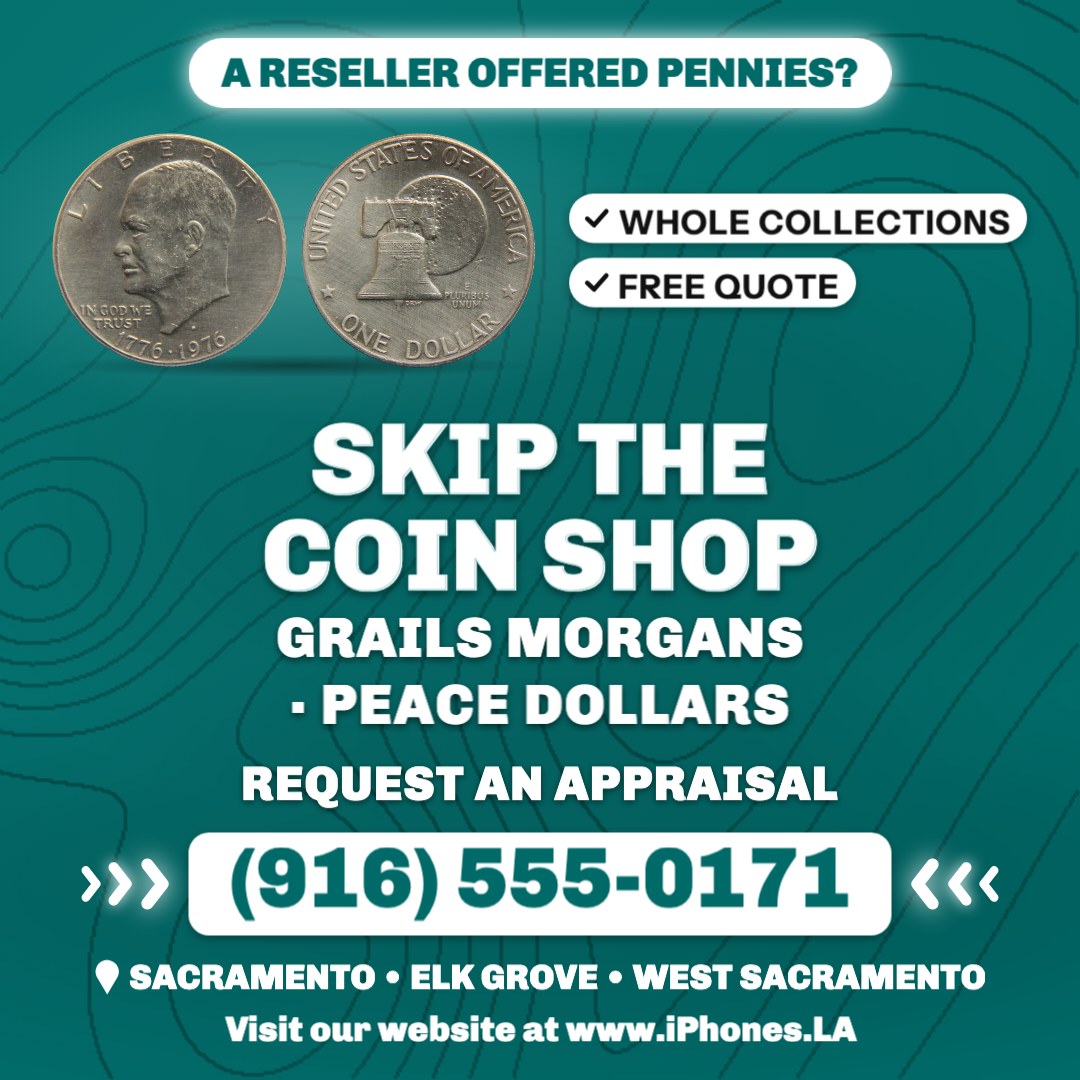 A RESELLER OFFERED PENNIES?
LIBERTY
IN GOD WE
TRUST
1776·1976
UNITED STATES OF AMERICA
E
PLURIBUS
UNUM
ONE DOLLAR
✓ WHOLE COLLECTIONS
✓ FREE QUOTE
SKIP THE
COIN SHOP
GRAILS MORGANS
· PEACE DOLLARS
REQUEST AN APPRAISAL
(916) 555-0171
SACRAMENTO • ELK GROVE • WEST SACRAMENTO
Visit our website at www.iPhones.LA